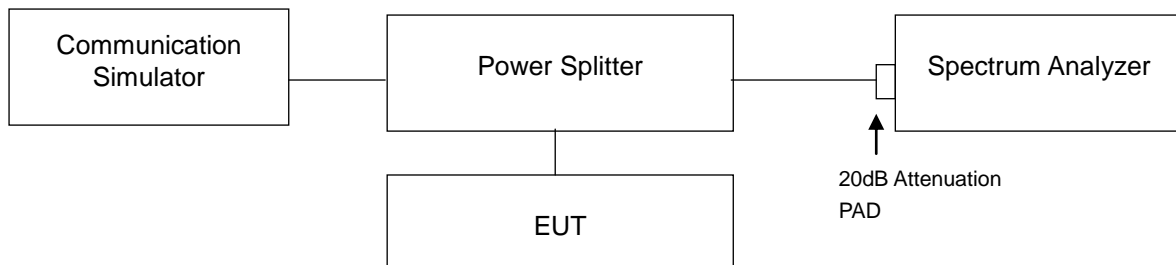 Communication
Simulator
Power Splitter
Spectrum Analyzer
20dB Attenuation
PAD
EUT